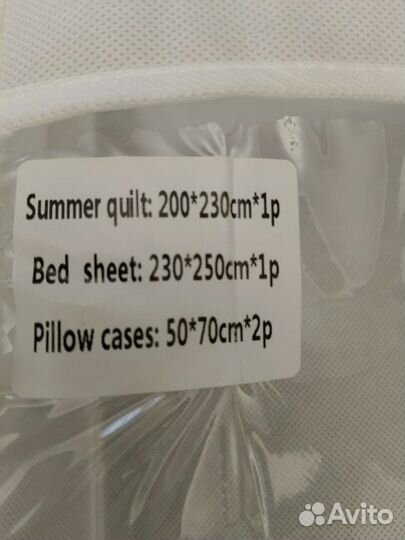 Summer quilt: 200*230cm*1p
Bed sheet: 230*250cm*1p
Pillow cases: 50*70cm*2p
Avito